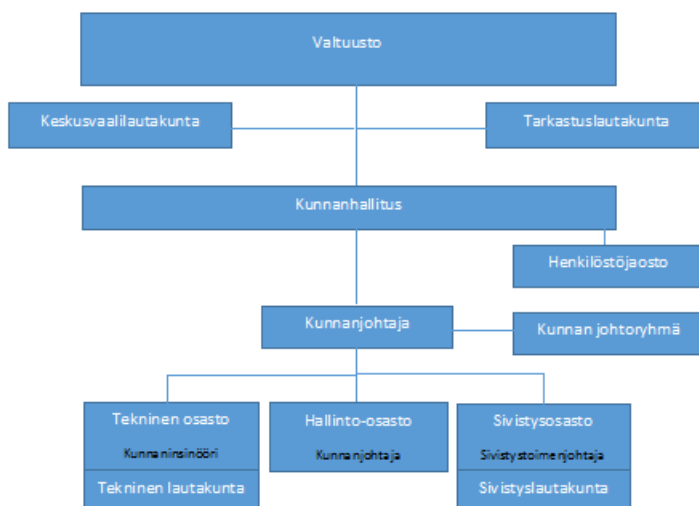 Valtuusto
Keskusvaalilautakunta
Tarkastuslautakunta
Kunnanhallitus
Henkilöstöjaosto
Kunnanjohtaja
Kunnan johtoryhmä
Tekninen osasto
Kunnaninsinööri
Tekninen lautakunta
Hallinto-osasto
Kunnanjohtaja
Sivistysosasto
Sivistystoimenjohtaja
Sivistyslautakunta